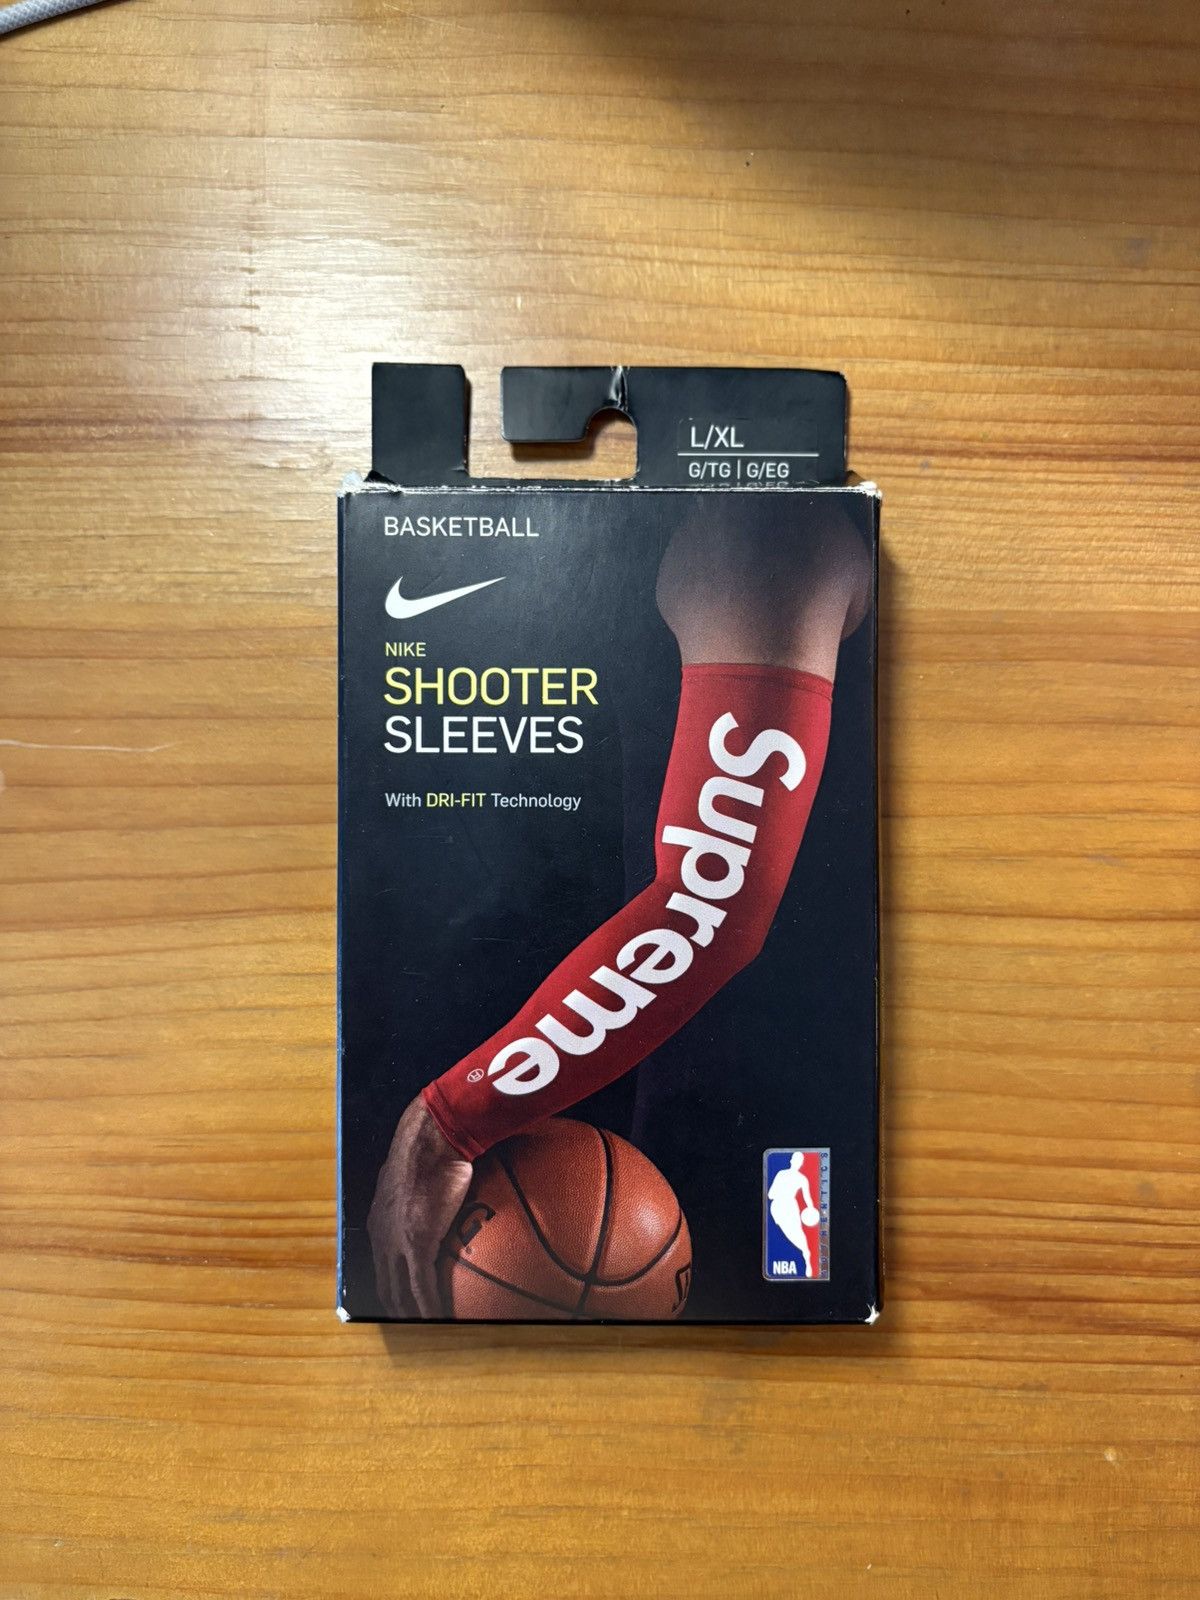 L/XL
G/TG | G/EG
BASKETBALL
NIKE
SHOOTER
SLEEVES
With DRI-FIT Technology
Supreme
®
NBA